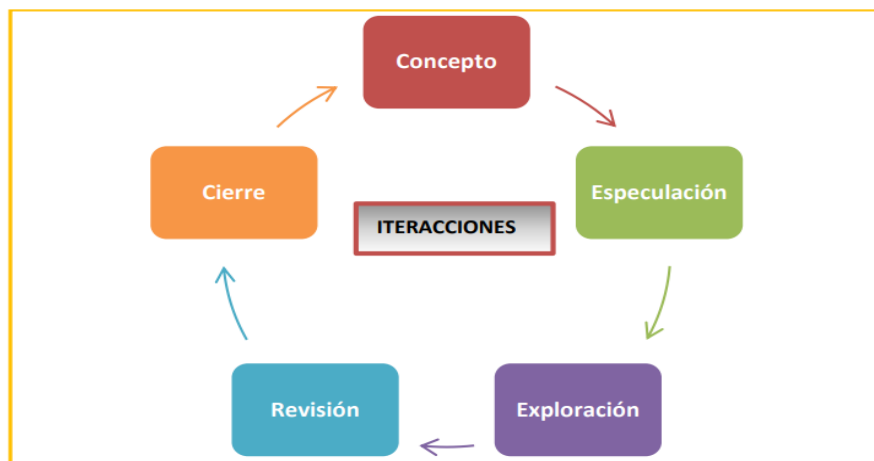 Concepto
Especulación
Exploración
Revisión
Cierre
ITERACCIONES